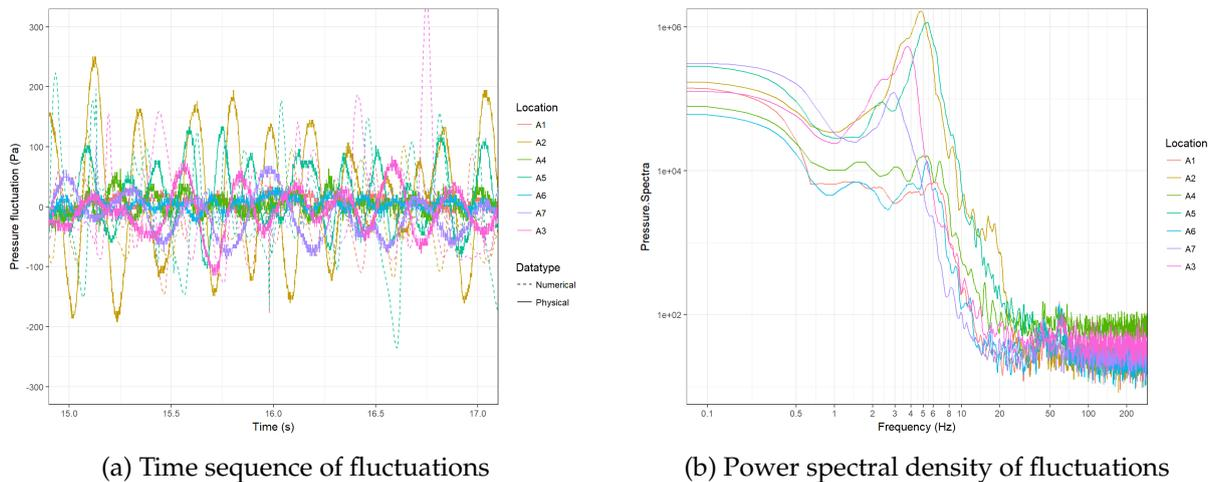 300
200
100
0
-100
-200
-300
15.0 15.5 16.0 16.5 17.0
Pressure fluctuation (Pa)
Time (s)
Location
A1
A2
A4
A5
A6
A7
A3
Datatype
Numerical
Physical
(a) Time sequence of fluctuations
1e+06
1e+04
1e+02
0.1 0.5 1 2 3 4 5 6 8 10 20 50 100 200
Pressure.Spectra
Frequency (Hz)
Location
A1
A2
A4
A5
A6
A7
A3
(b) Power spectral density of fluctuations